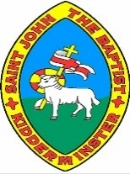 SAINT JOHN THE BAPTIST
KIDDERMINSTER